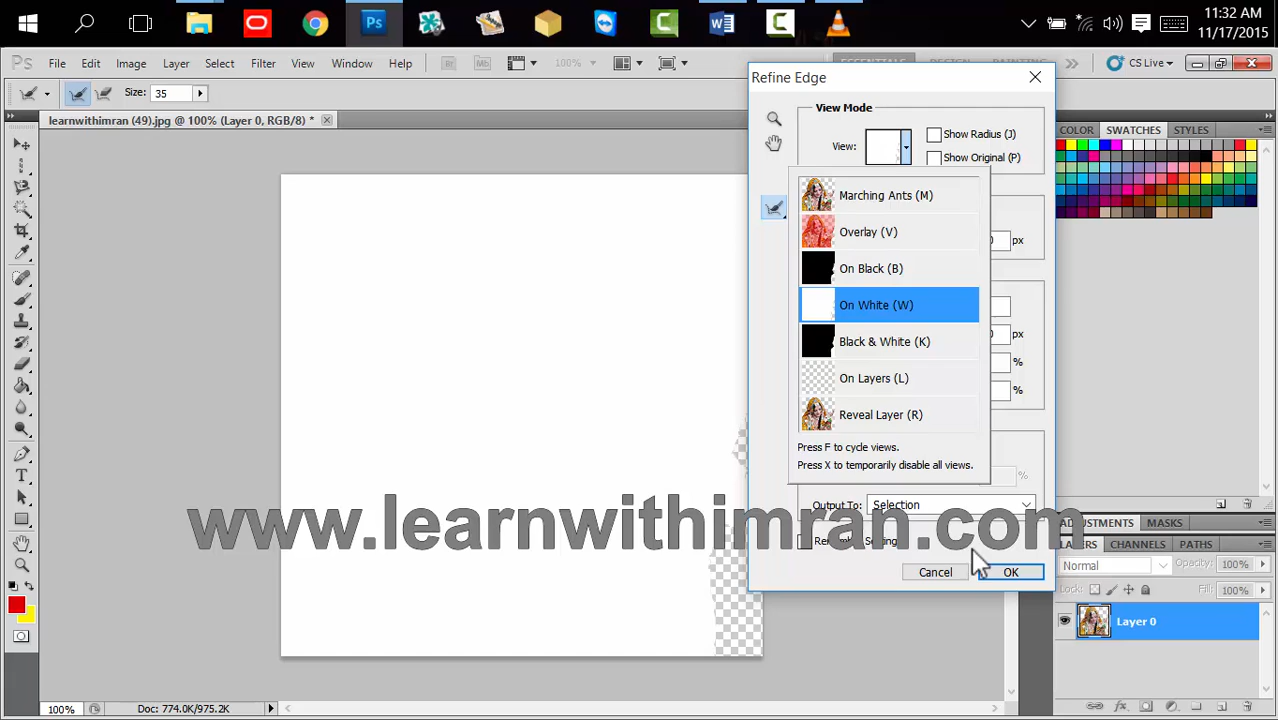 11:32 AM
11/17/2015
Ps
File Edit Image Layer Select Filter View Window Help
Br Mb 100%
CS Live
Size: 35
Refine Edge
learnwithimran (49).jpg @ 100% (Layer 0, RGB/8) *
View Mode
View:
Show Radius (J)
Show Original (P)
COLOR SWATCHES STYLES
Marching Ants (M)
Overlay (V)
On Black (B)
On White (W)
Black & White (K)
On Layers (L)
Reveal Layer (R)
px
px
%
%
%
Press F to cycle views.
Press X to temporarily disable all views.
Output To: Selection
www.learnwithimran.com
Cancel OK
ADJUSTMENTS MASKS
LAYERS CHANNELS PATHS
Normal Opacity: 100%
Lock: Fill: 100%
Layer 0
100% Doc: 774.0K/975.2K